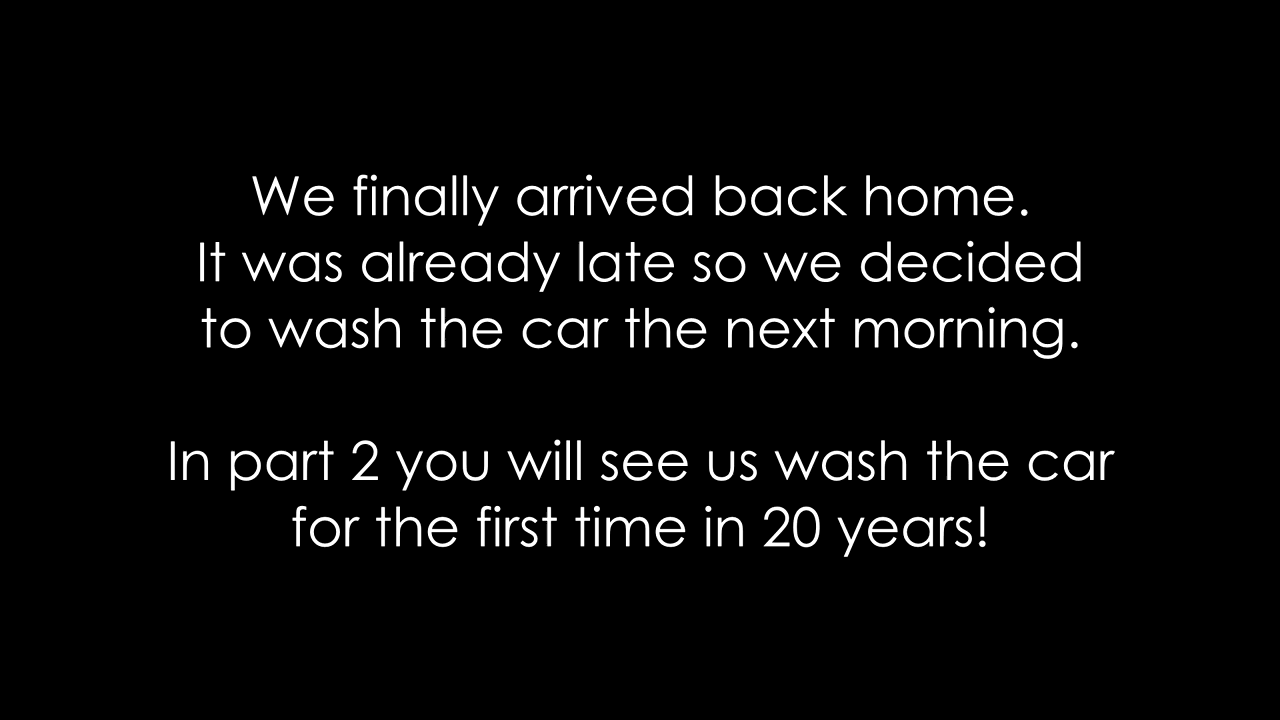 We finally arrived back home.
It was already late so we decided
to wash the car the next morning.
In part 2 you will see us wash the car
for the first time in 20 years!